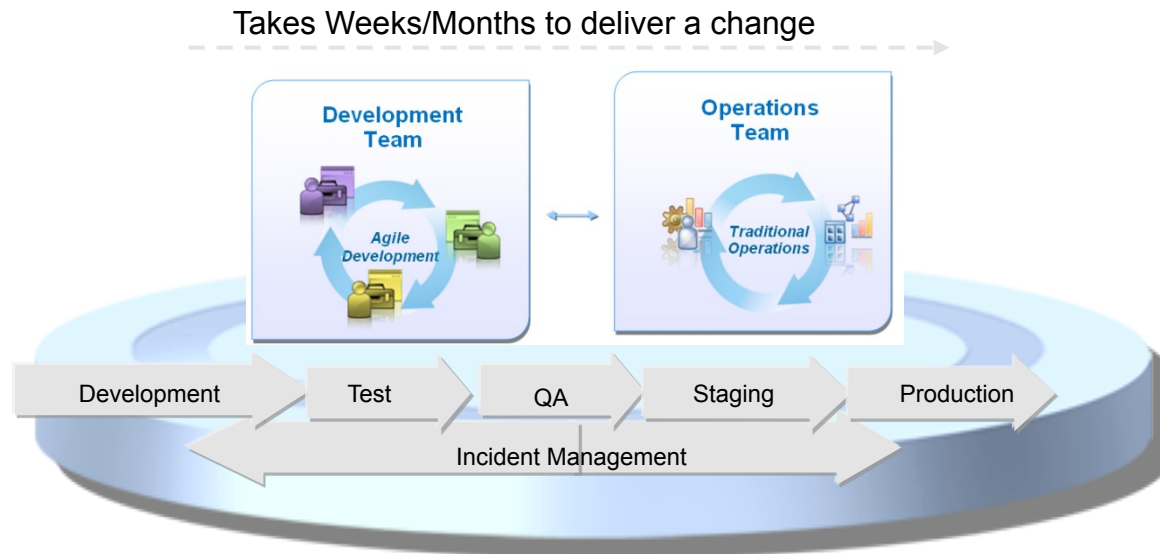 Takes Weeks/Months to deliver a change
Development
Team
Agile
Development
Operations
Team
Traditional
Operations
Development
Test
QA
Staging
Production
Incident Management